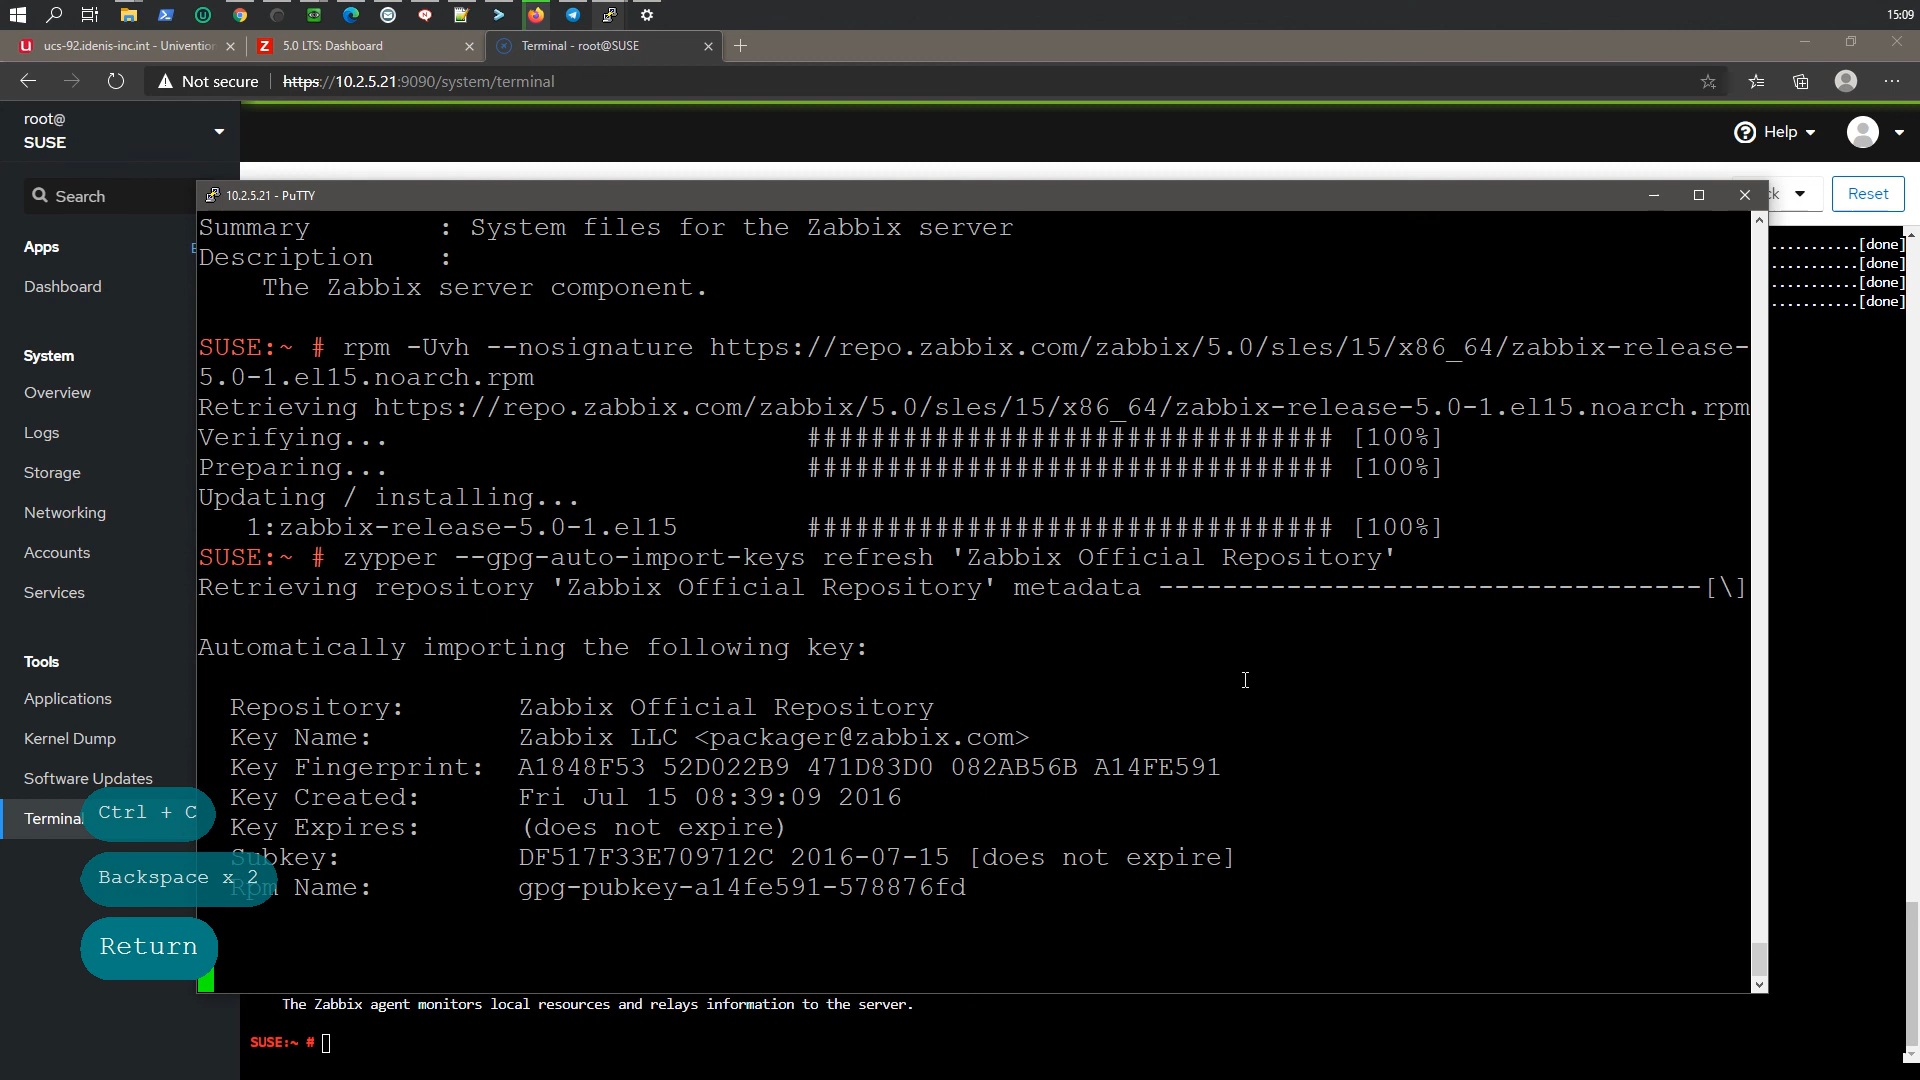 15:09
ucs-92.idenis-inc.int - Univention
5.0 LTS: Dashboard
Terminal - root@SUSE
Not secure
https://10.2.5.21:9090/system/terminal
root@
SUSE
Help
Search
10.2.5.21 - PuTTY
Reset
Apps
Dashboard
System
Overview
Logs
Storage
Networking
Accounts
Services
Tools
Applications
Kernel Dump
Software Updates
Terminal
Summary : System files for the Zabbix server
Description :
The Zabbix server component.
SUSE:~ # rpm -Uvh --nosignature https://repo.zabbix.com/zabbix/5.0/sles/15/x86_64/zabbix-release-
5.0-1.el15.noarch.rpm
Retrieving https://repo.zabbix.com/zabbix/5.0/sles/15/x86_64/zabbix-release-5.0-1.el15.noarch.rpm
Verifying... ################################# [100%]
Preparing... ################################# [100%]
Updating / installing...
1:zabbix-release-5.0-1.el15 ################################# [100%]
SUSE:~ # zypper --gpg-auto-import-keys refresh 'Zabbix Official Repository'
Retrieving repository 'Zabbix Official Repository' metadata ----------------------------------[\]
Automatically importing the following key:
Repository: Zabbix Official Repository
Key Name: Zabbix LLC <packager@zabbix.com>
Key Fingerprint: A1848F53 52D022B9 471D83D0 082AB56B A14FE591
Key Created: Fri Jul 15 08:39:09 2016
Key Expires: (does not expire)
Subkey: DF517F33E709712C 2016-07-15 [does not expire]
Rpm Name: gpg-pubkey-a14fe591-578876fd
...........[done]
...........[done]
...........[done]
...........[done]
Ctrl + C
Backspace x 2
Return
The Zabbix agent monitors local resources and relays information to the server.
SUSE:~ #